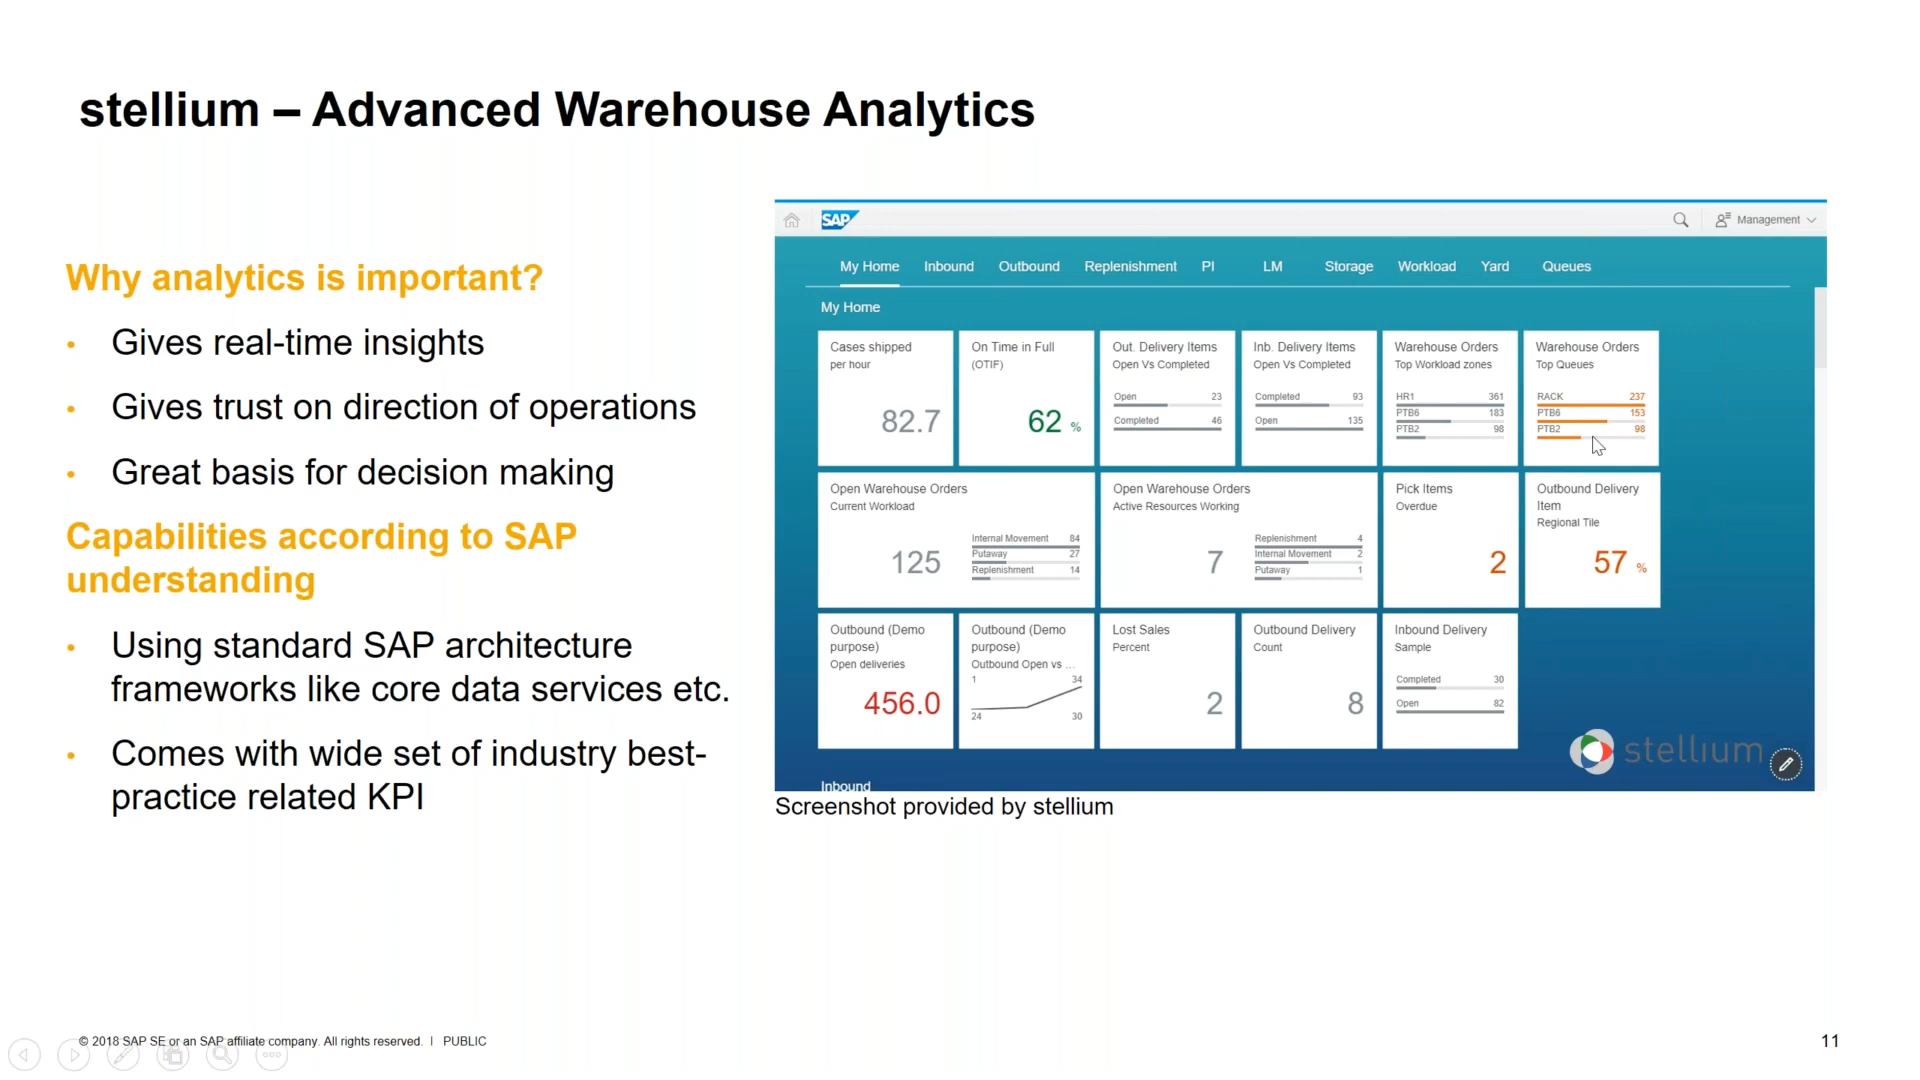 stellium – Advanced Warehouse Analytics
Why analytics is important?
• Gives real-time insights
• Gives trust on direction of operations
• Great basis for decision making
Capabilities according to SAP
understanding
• Using standard SAP architecture
frameworks like core data services etc.
• Comes with wide set of industry best-
practice related KPI
SAP
Management
My Home Inbound Outbound Replenishment PI LM Storage Workload Yard Queues
My Home
Cases shipped
per hour
82.7
On Time in Full
(OTIF)
62 %
Out. Delivery Items
Open Vs Completed
Open 23
Completed 46
Inb. Delivery Items
Open Vs Completed
Completed 93
Open 135
Warehouse Orders
Top Workload zones
HR1 361
PTB6 183
PTB2 98
Warehouse Orders
Top Queues
RACK 237
PTB6 153
PTB2 98
Open Warehouse Orders
Current Workload
125
Internal Movement 84
Putaway 27
Replenishment 14
Open Warehouse Orders
Active Resources Working
7
Replenishment 4
Internal Movement 2
Putaway 1
Pick Items
Overdue
2
Outbound Delivery
Item
Regional Tile
57 %
Outbound (Demo
purpose)
Open deliveries
456.0
Outbound (Demo
purpose)
Outbound Open vs ...
1 34
24 30
Lost Sales
Percent
2
Outbound Delivery
Count
8
Inbound Delivery
Sample
Completed 30
Open 82
stellium
Inbound
Screenshot provided by stellium
© 2018 SAP SE or an SAP affiliate company. All rights reserved. I PUBLIC
11